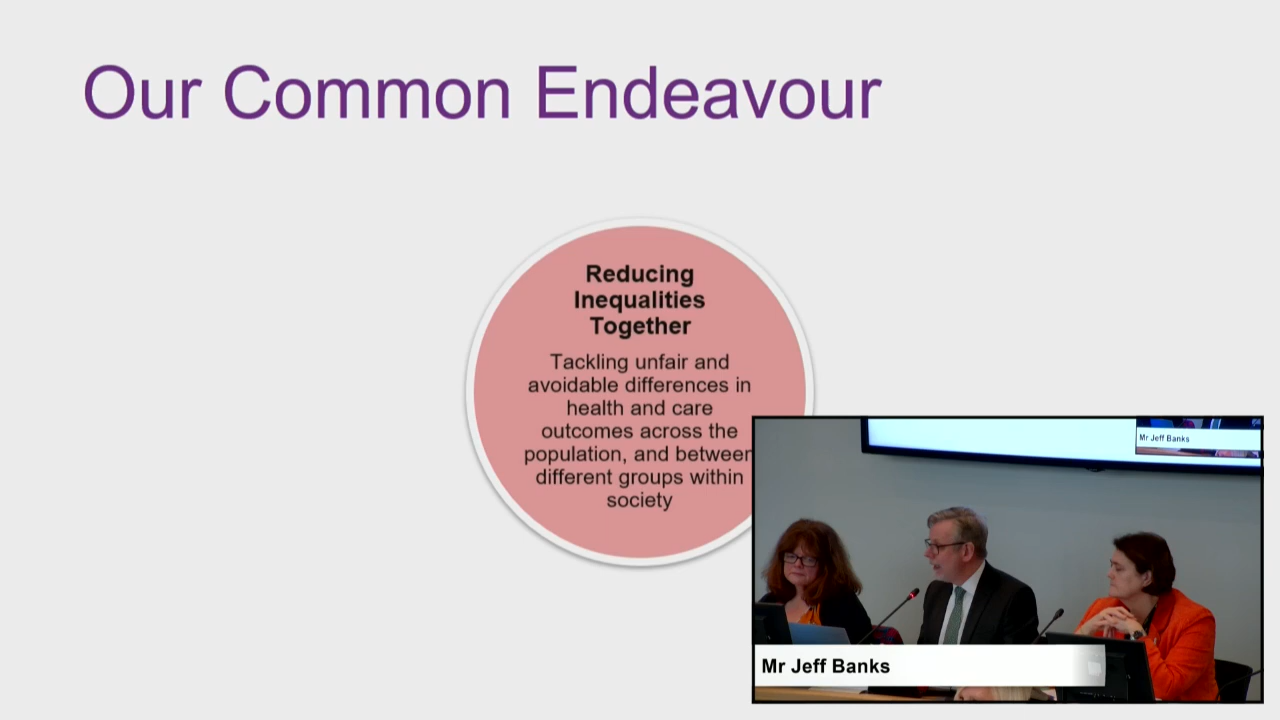 Our Common Endeavour
Reducing
Inequalities
Together
Tackling unfair and
avoidable differences in
health and care
outcomes across the
population, and between
different groups within
society
Mr Jeff Banks
Mr Jeff Banks